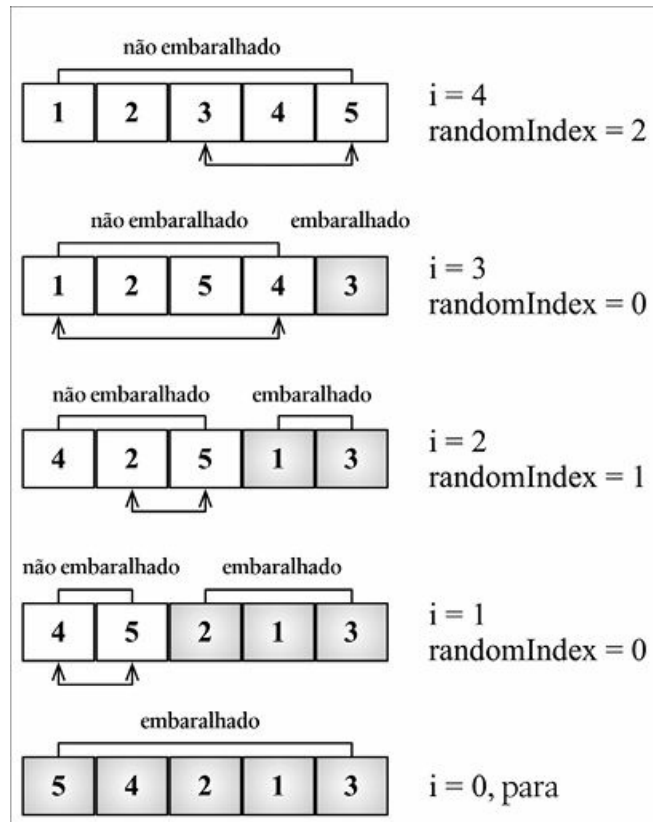 não embaralhado
1 2 3 4 5
i = 4
randomIndex = 2
não embaralhado embaralhado
1 2 5 4 3
i = 3
randomIndex = 0
não embaralhado embaralhado
4 2 5 1 3
i = 2
randomIndex = 1
não embaralhado embaralhado
4 5 2 1 3
i = 1
randomIndex = 0
embaralhado
5 4 2 1 3
i = 0, para